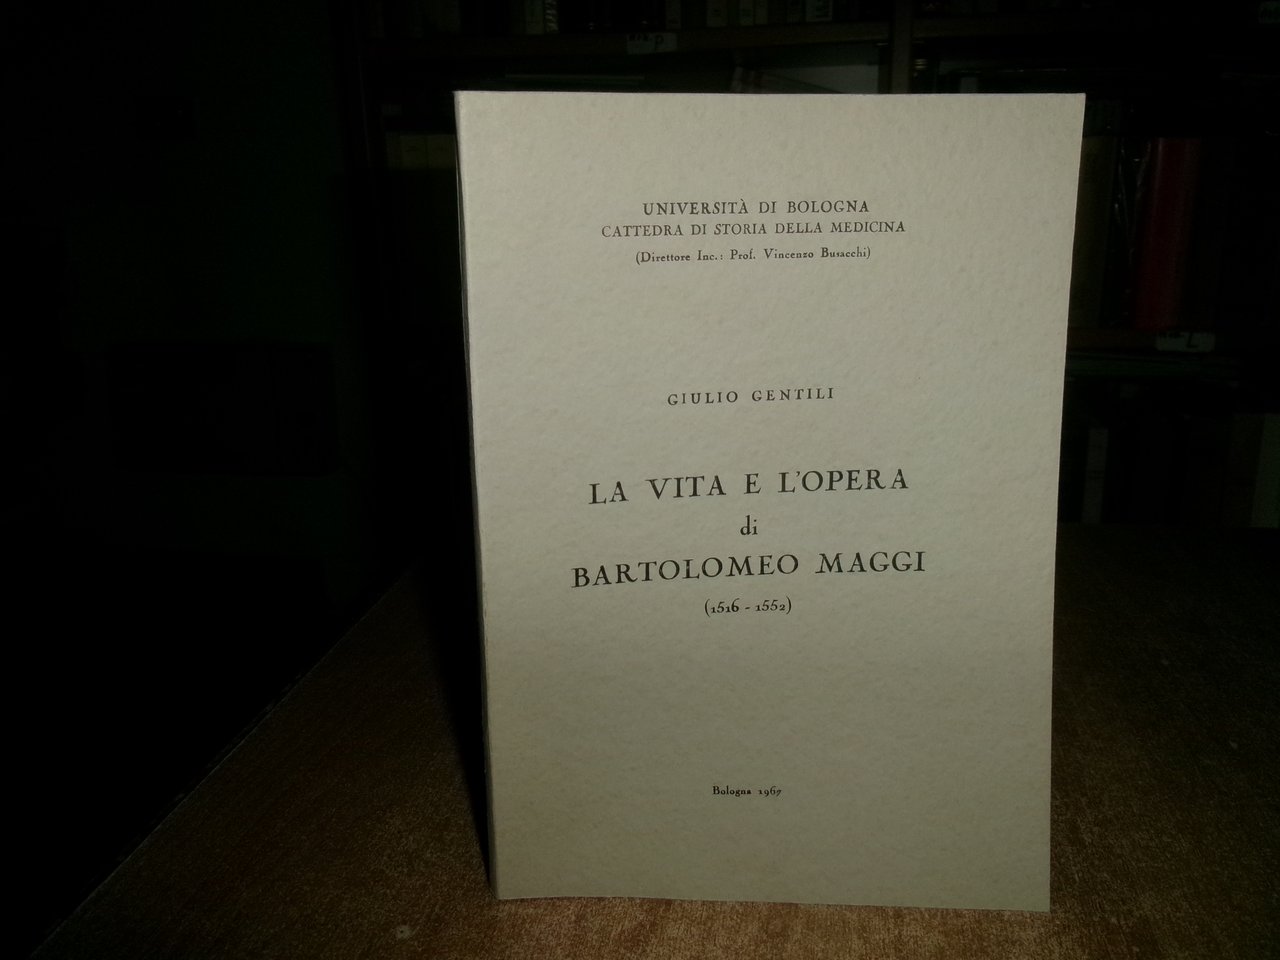 UNIVERSITÀ DI BOLOGNA
CATTEDRA DI STORIA DELLA MEDICINA
(Direttore Inc.: Prof. Vincenzo Busacchi)
GIULIO GENTILI
LA VITA E L'OPERA
di
BARTOLOMEO MAGGI
(1516 - 1552)
Bologna 1967